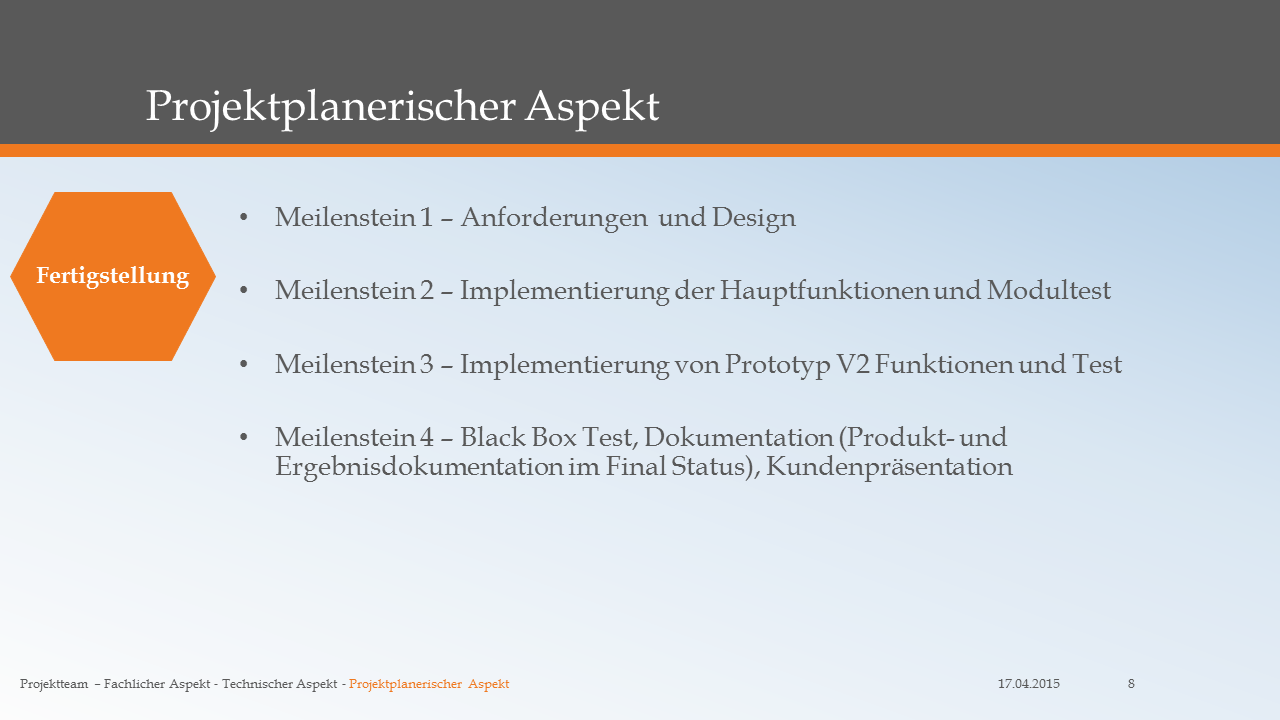 Projektplanerischer Aspekt
Fertigstellung
• Meilenstein 1 – Anforderungen und Design
• Meilenstein 2 – Implementierung der Hauptfunktionen und Modultest
• Meilenstein 3 – Implementierung von Prototyp V2 Funktionen und Test
• Meilenstein 4 – Black Box Test, Dokumentation (Produkt- und
Ergebnisdokumentation im Final Status), Kundenpräsentation
Projektteam – Fachlicher Aspekt - Technischer Aspekt - Projektplanerischer Aspekt
17.04.2015
8